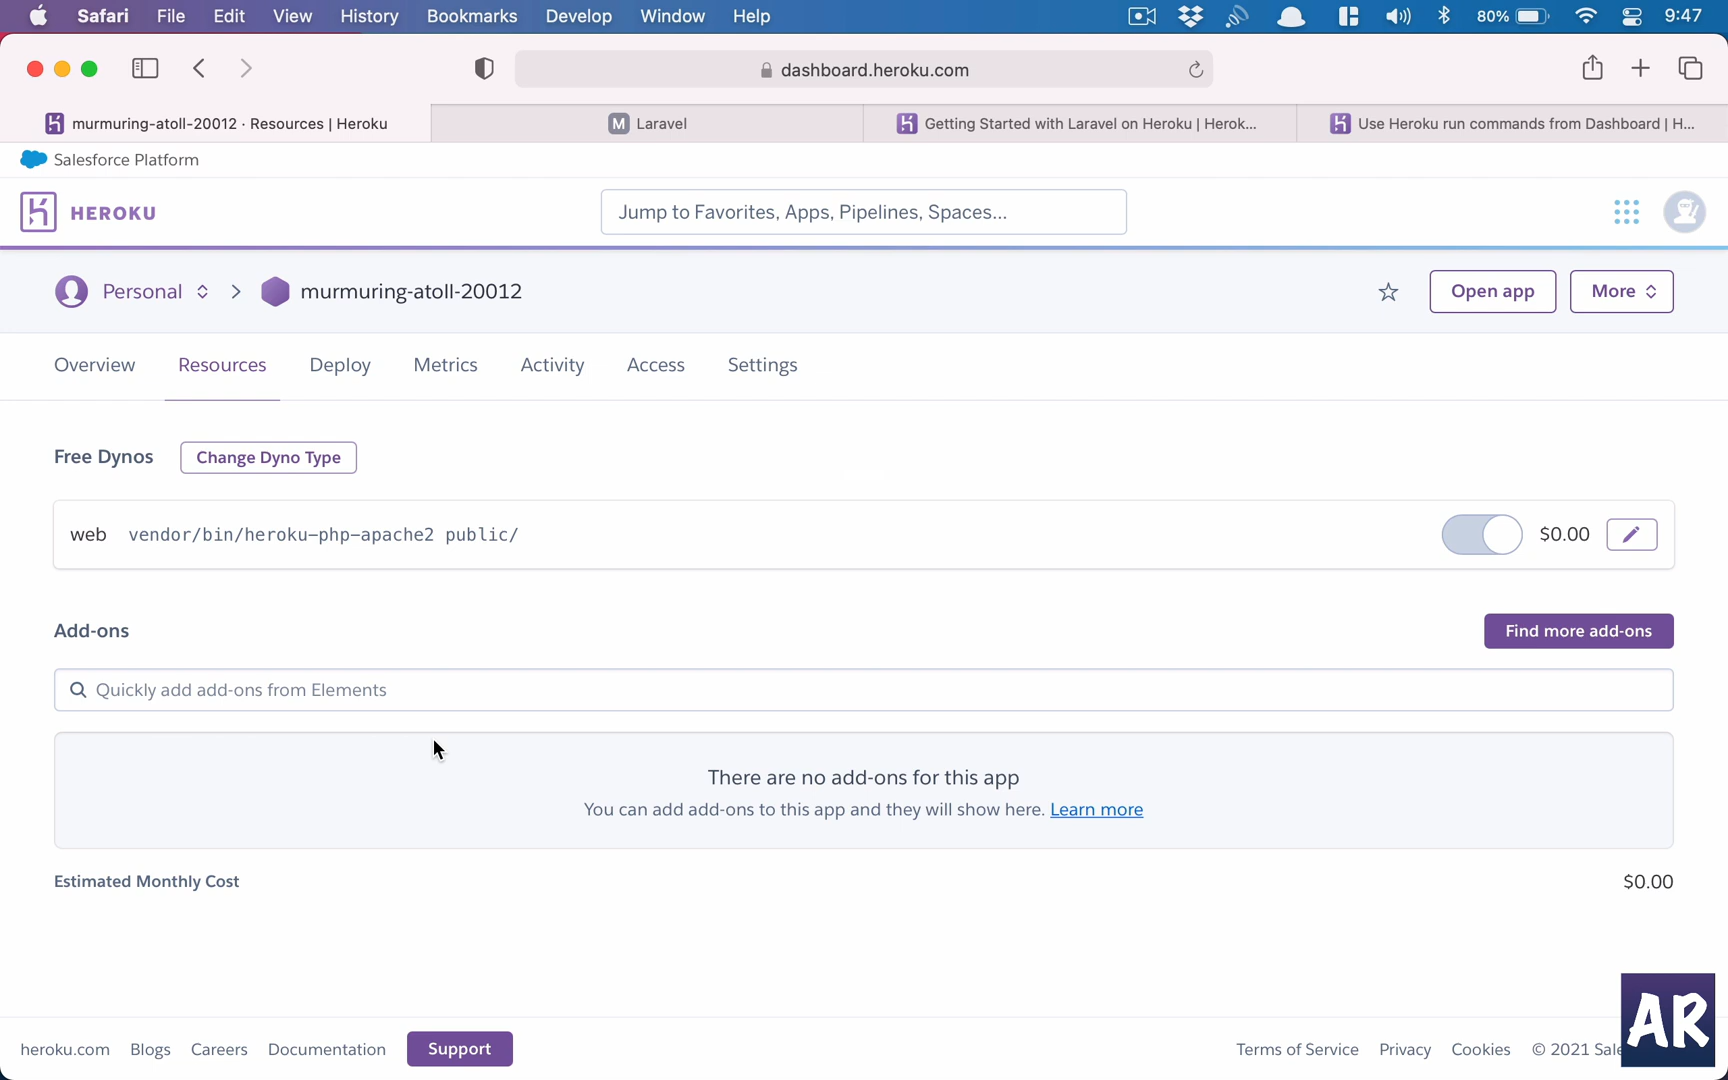 Safari File Edit View History Bookmarks Develop Window Help 80% 9:47
dashboard.heroku.com
murmuring-atoll-20012 · Resources | Heroku
M Laravel
Getting Started with Laravel on Heroku | Herok...
Use Heroku run commands from Dashboard | H...
Salesforce Platform
HEROKU
Jump to Favorites, Apps, Pipelines, Spaces...
Personal > murmuring-atoll-20012
Open app
More
Overview Resources Deploy Metrics Activity Access Settings
Free Dynos Change Dyno Type
web vendor/bin/heroku-php-apache2 public/ $0.00
Add-ons Find more add-ons
Quickly add add-ons from Elements
There are no add-ons for this app
You can add add-ons to this app and they will show here. Learn more
Estimated Monthly Cost $0.00
heroku.com Blogs Careers Documentation Support Terms of Service Privacy Cookies © 2021
AR